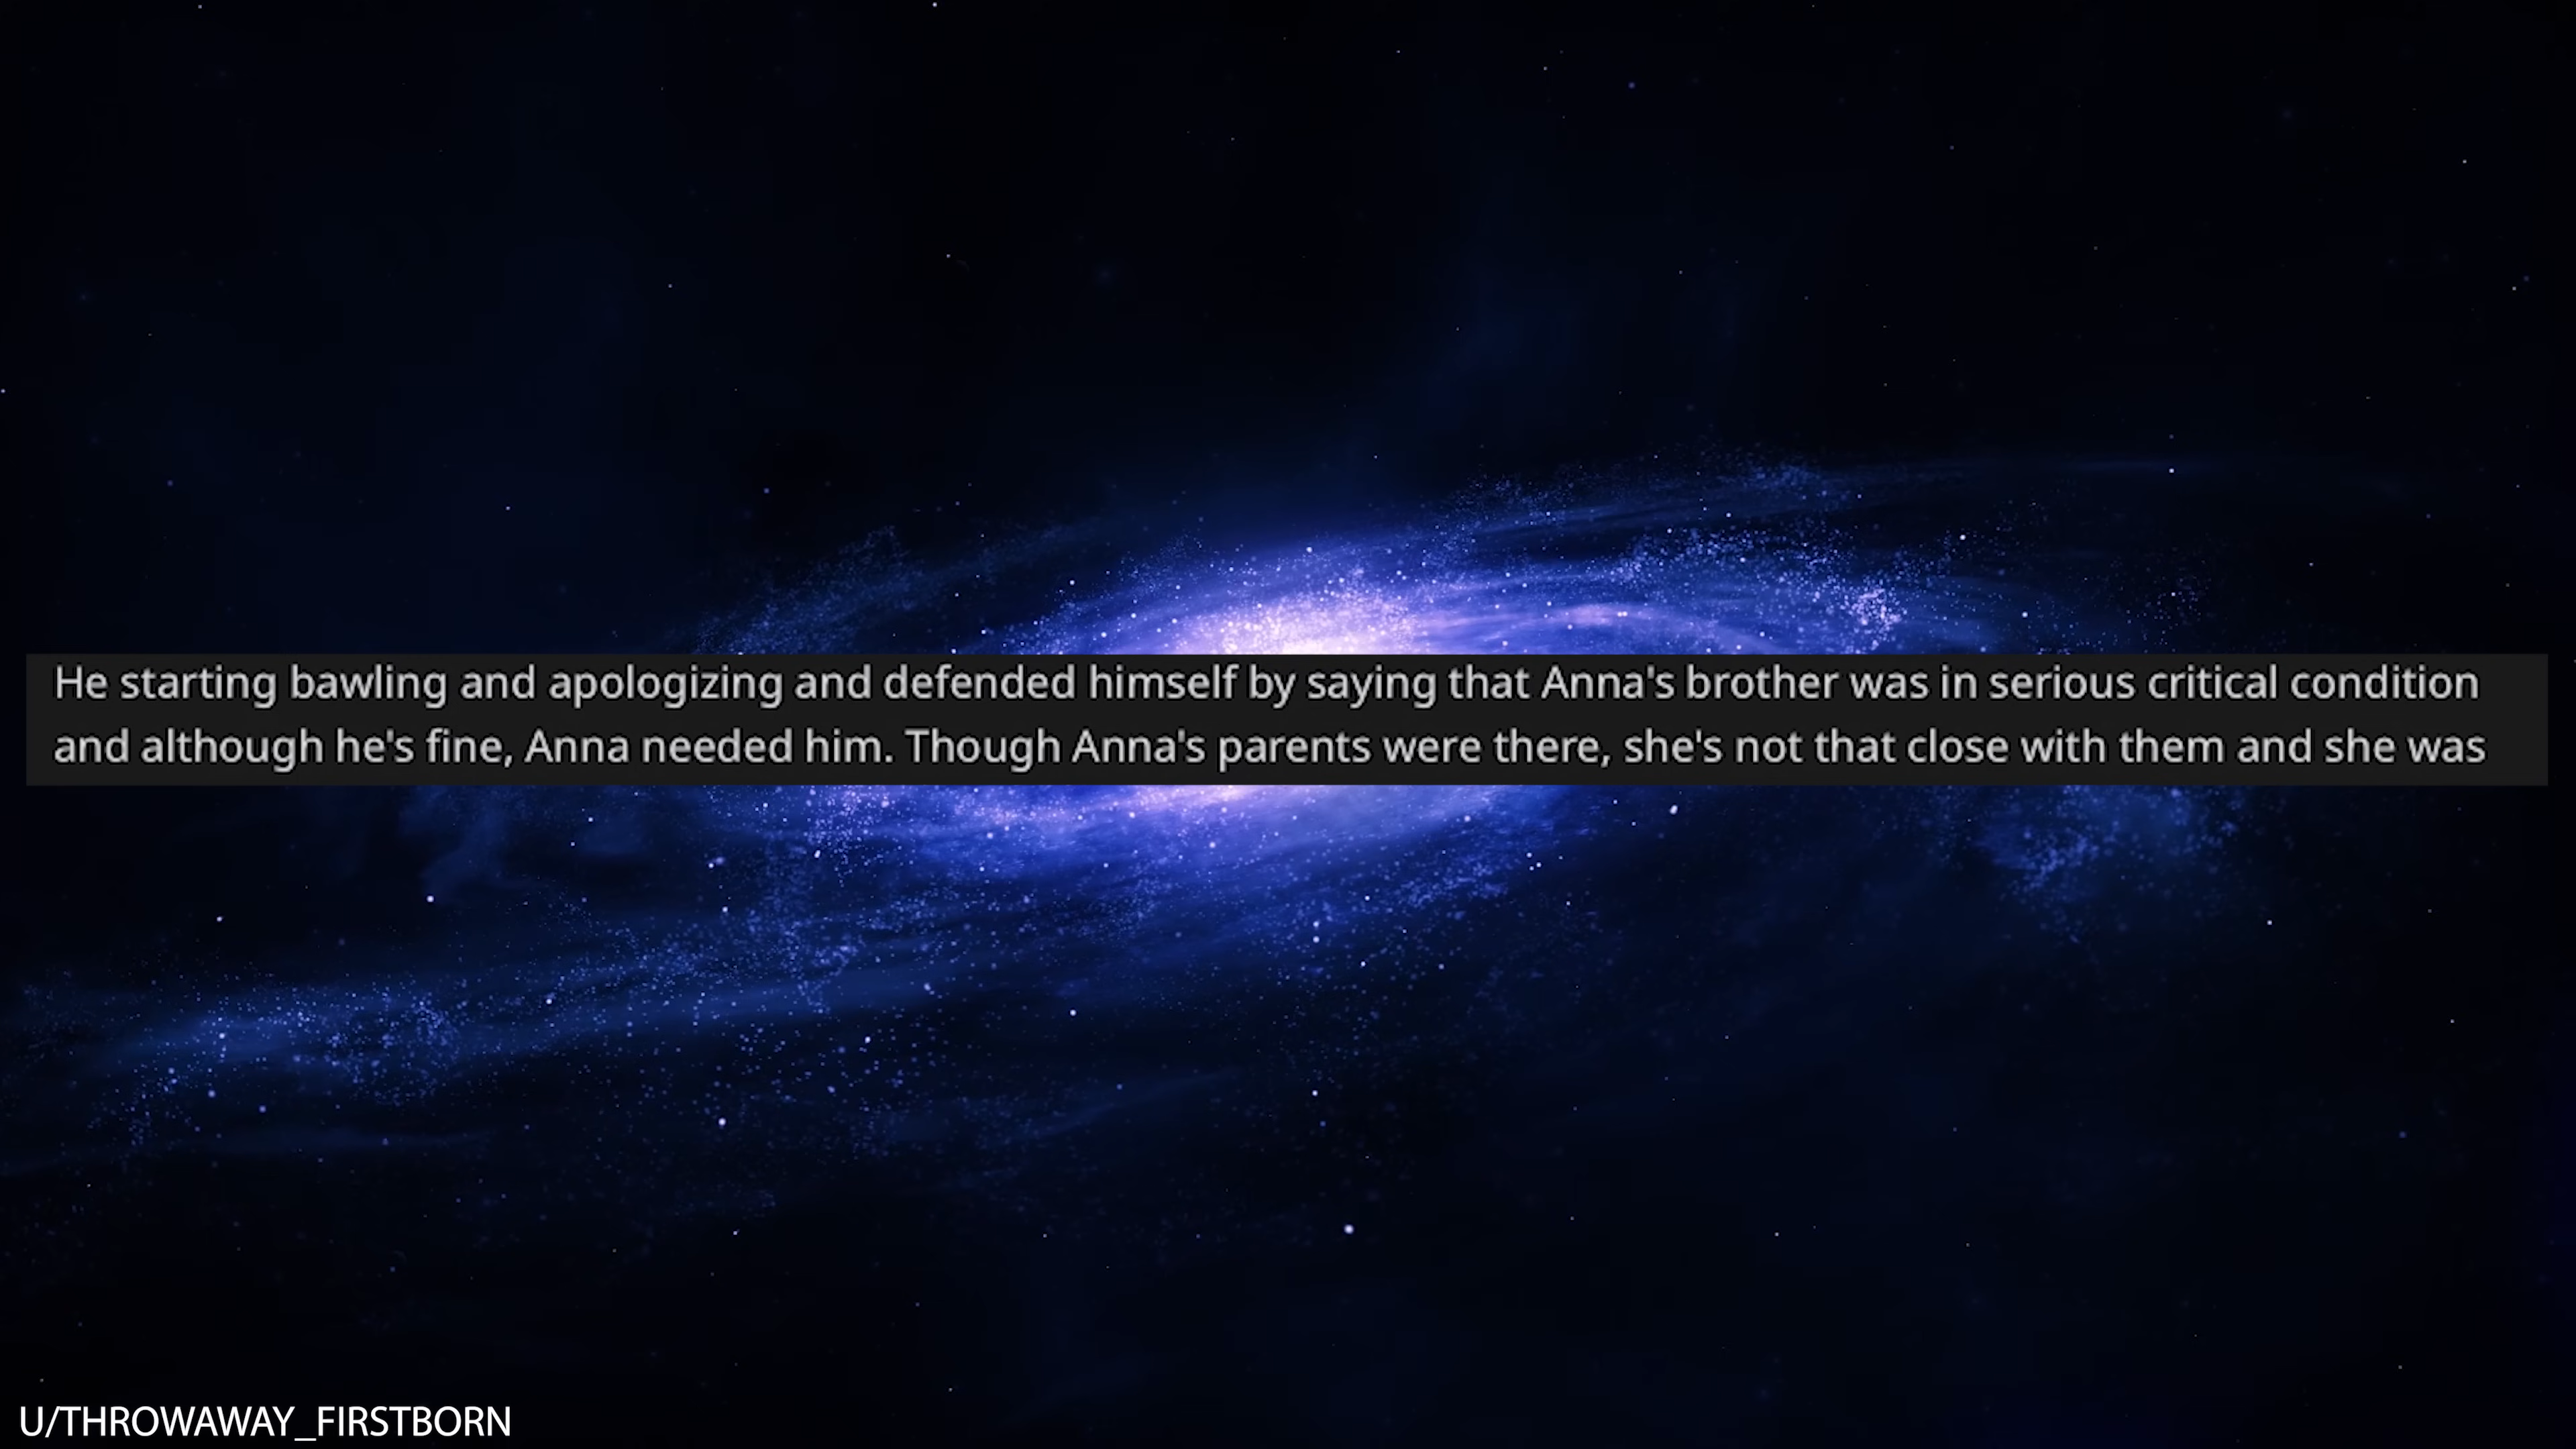 He starting bawling and apologizing and defended himself by saying that Anna's brother was in serious critical condition
and although he's fine, Anna needed him. Though Anna's parents were there, she's not that close with them and she was
U/THROWAWAY_FIRSTBORN